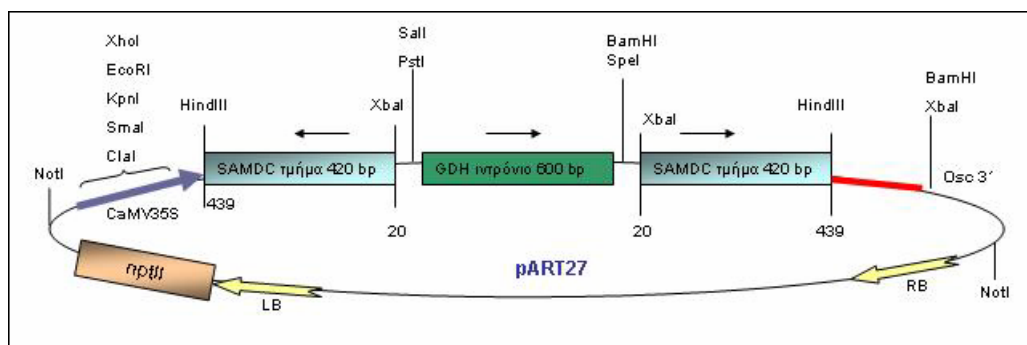 XhoI
EcoRI
KpnI
SmaI
ClaI
NotI
CaMV35S
HindIII
SAMDC τμήμα 420 bp
439
XbaI
20
SalI
PstI
GDH ιντρόνιο 600 bp
BamHI
SpeI
XbaI
20
SAMDC τμήμα 420 bp
HindIII
439
BamHI
XbaI
Osc 3΄
NotI
RB
pART27
LB
nptII